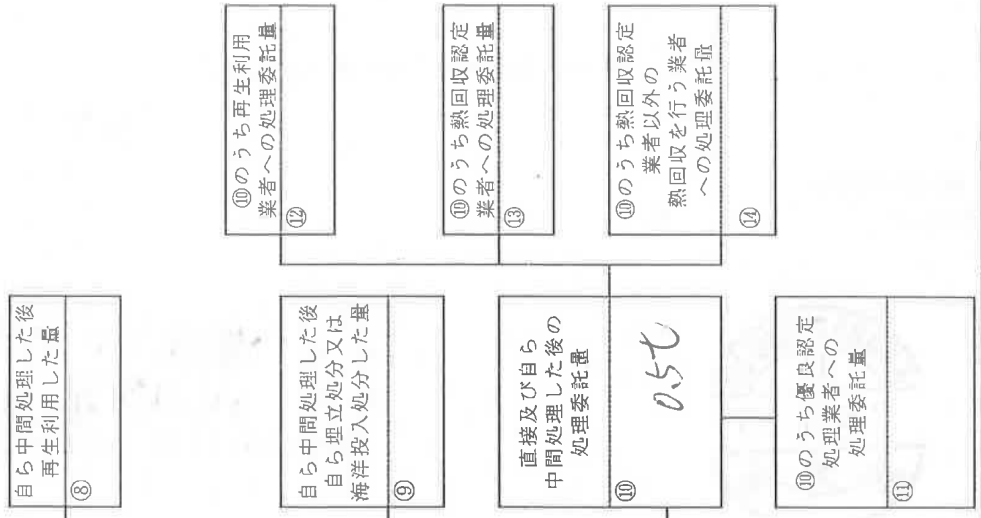 自ら中間処理した後
再生利用した量
⑧
自ら中間処理した後
自ら埋立処分又は
海洋投入処分した量
⑨
直接及び自ら
中間処理した後の
処理委託量
⑩
0.5t
⑩のうち優良認定
処理業者への
処理委託量
⑪
⑩のうち再生利用
業者への処理委託量
⑫
⑩のうち熱回収認定
業者への処理委託量
⑬
⑩のうち熱回収認定
業者以外の
熱回収を行う業者
への処理委託量
⑭